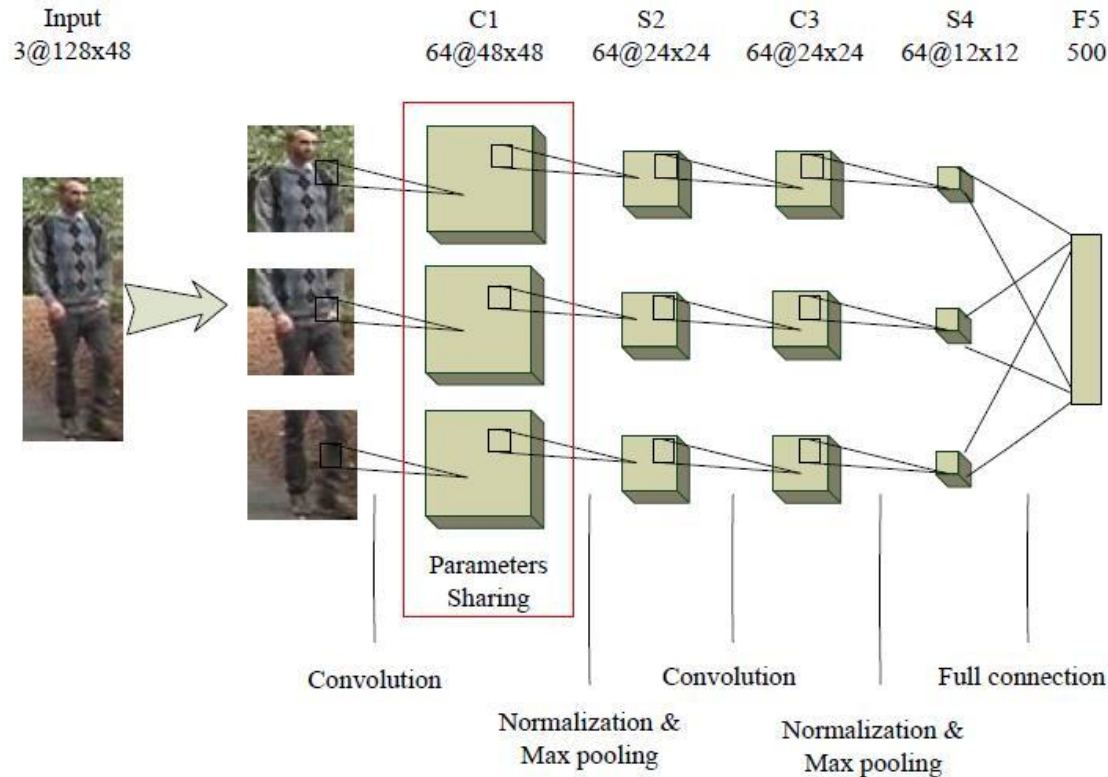 Input
3@128x48
C1
64@48x48
S2
64@24x24
C3
64@24x24
S4
64@12x12
F5
500
Parameters
Sharing
Convolution
Normalization &
Max pooling
Convolution
Normalization &
Max pooling
Full connection